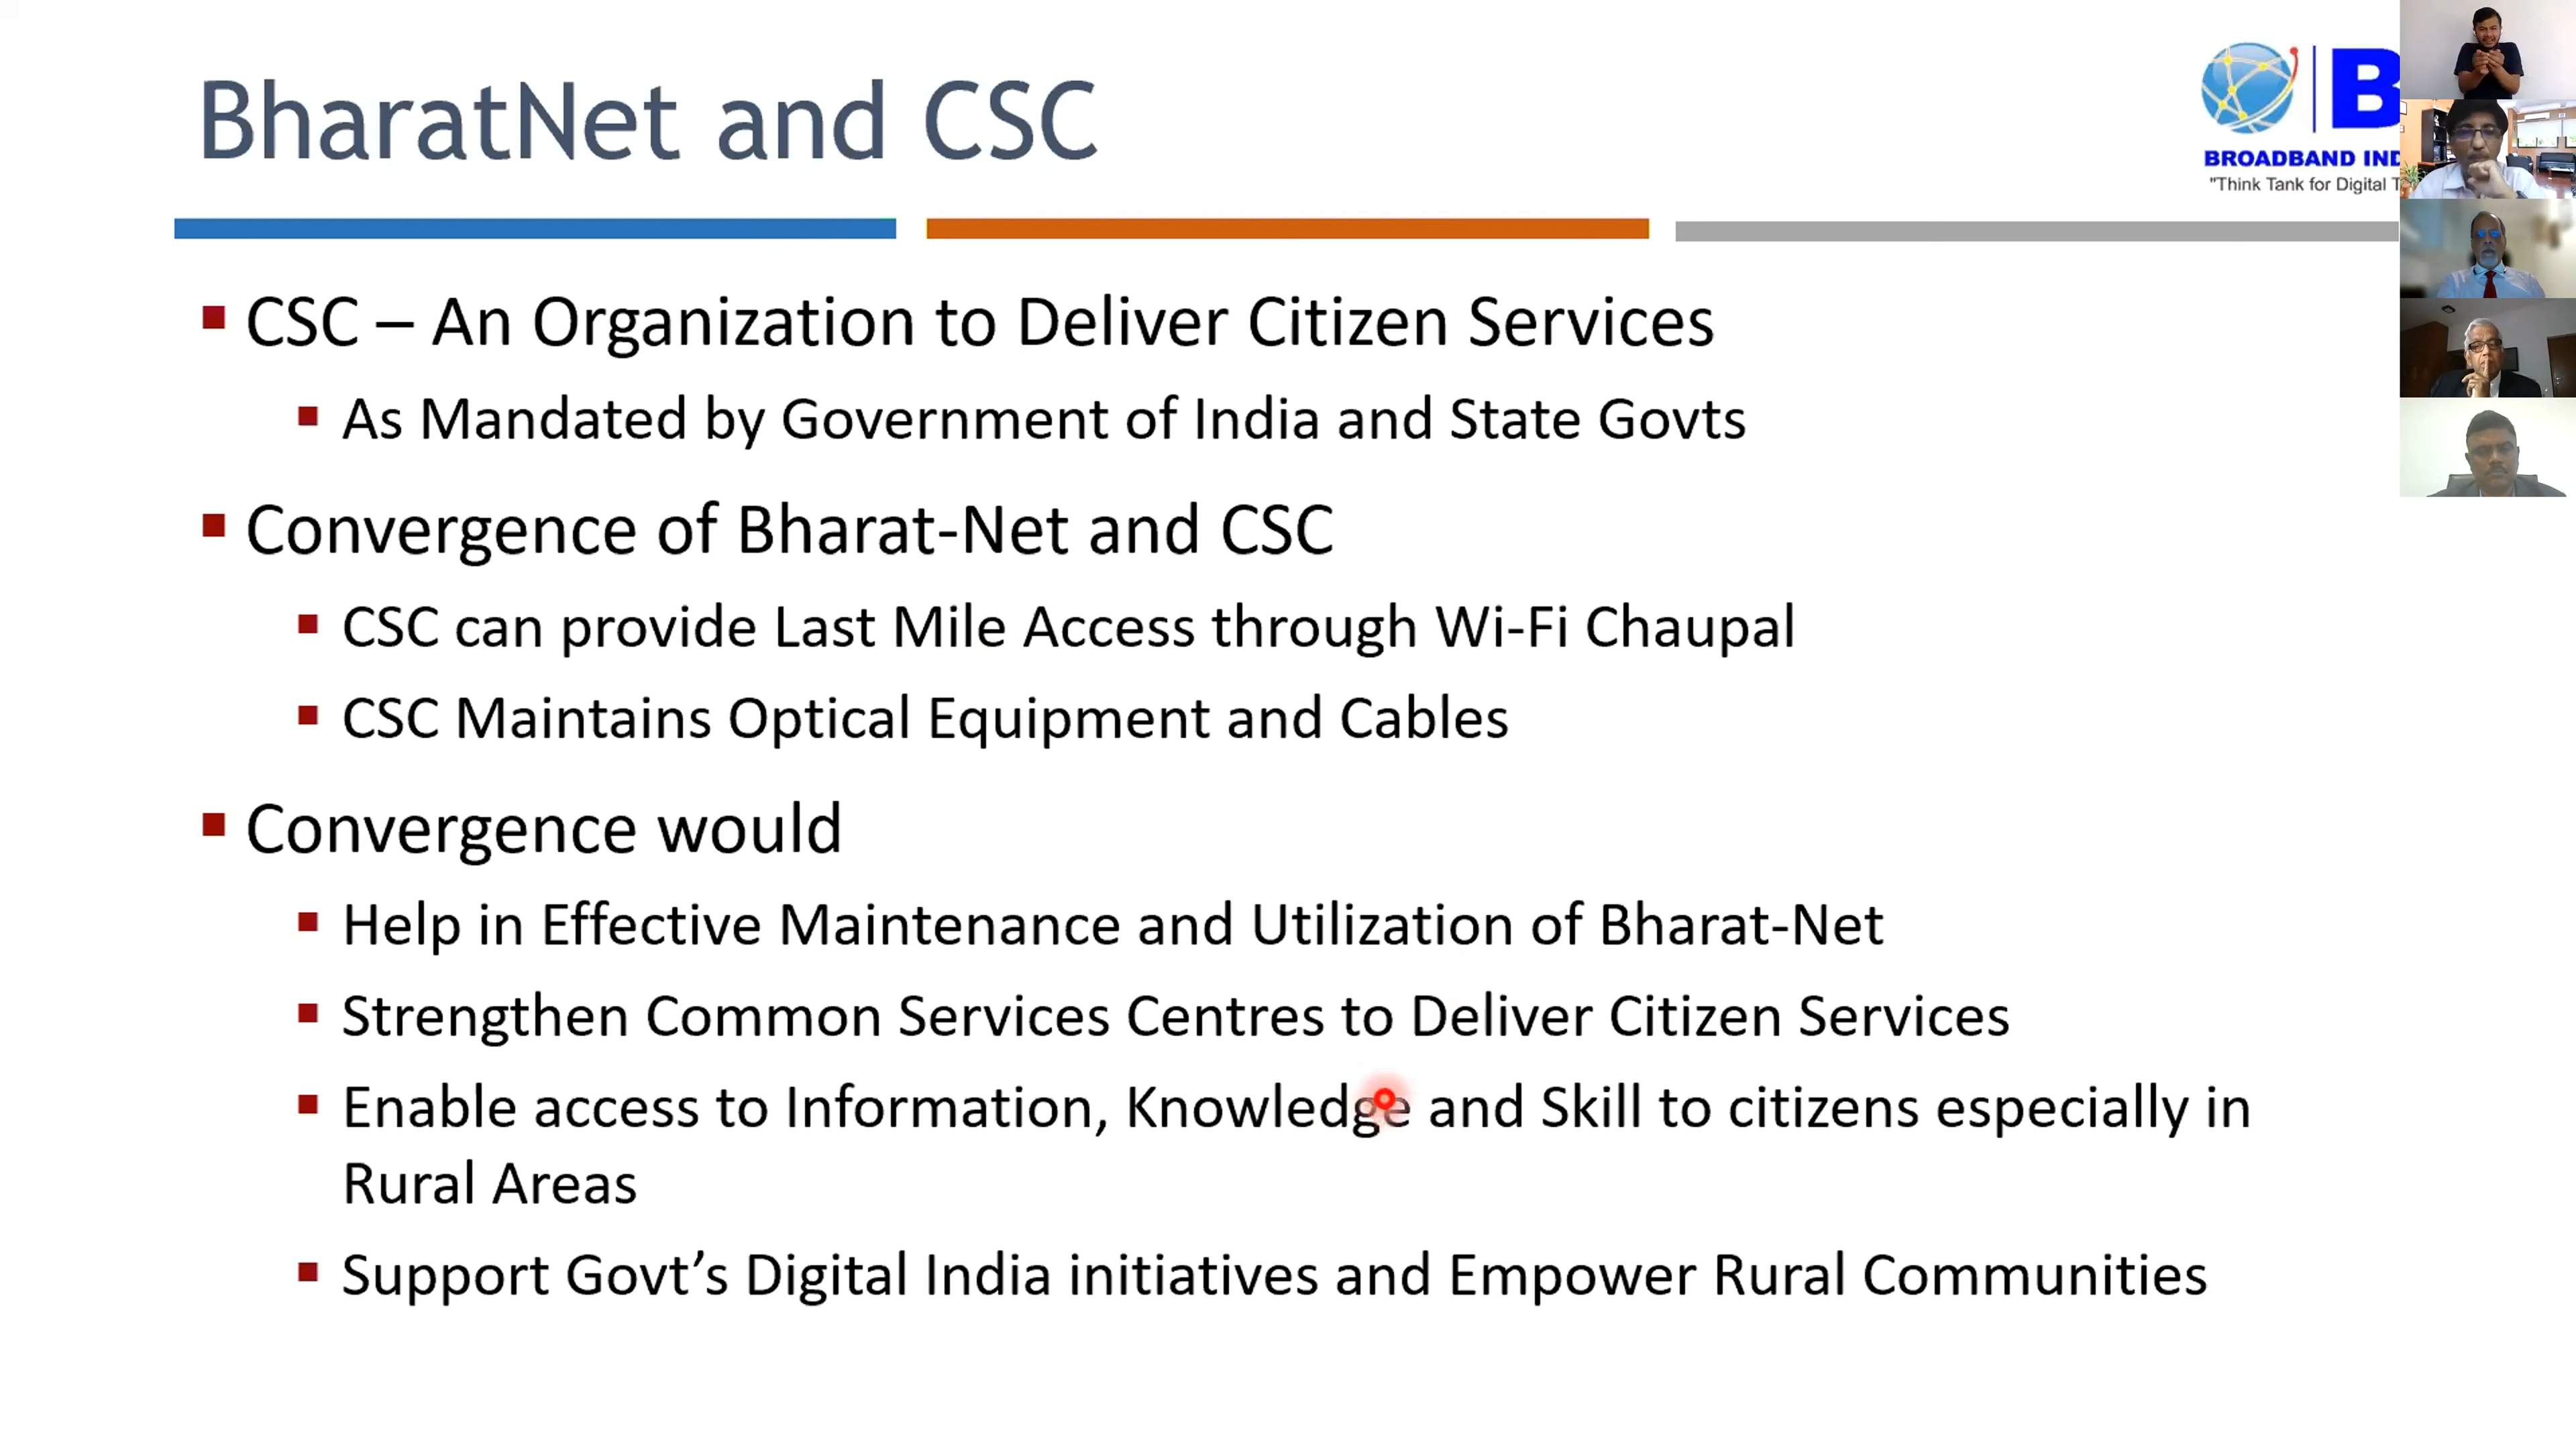 BharatNet and CSC
B
BROADBAND IND
"Think Tank for Digital T
CSC – An Organization to Deliver Citizen Services
As Mandated by Government of India and State Govts
Convergence of Bharat-Net and CSC
CSC can provide Last Mile Access through Wi-Fi Chaupal
CSC Maintains Optical Equipment and Cables
Convergence would
Help in Effective Maintenance and Utilization of Bharat-Net
Strengthen Common Services Centres to Deliver Citizen Services
Enable access to Information, Knowledge and Skill to citizens especially in
Rural Areas
Support Govt’s Digital India initiatives and Empower Rural Communities